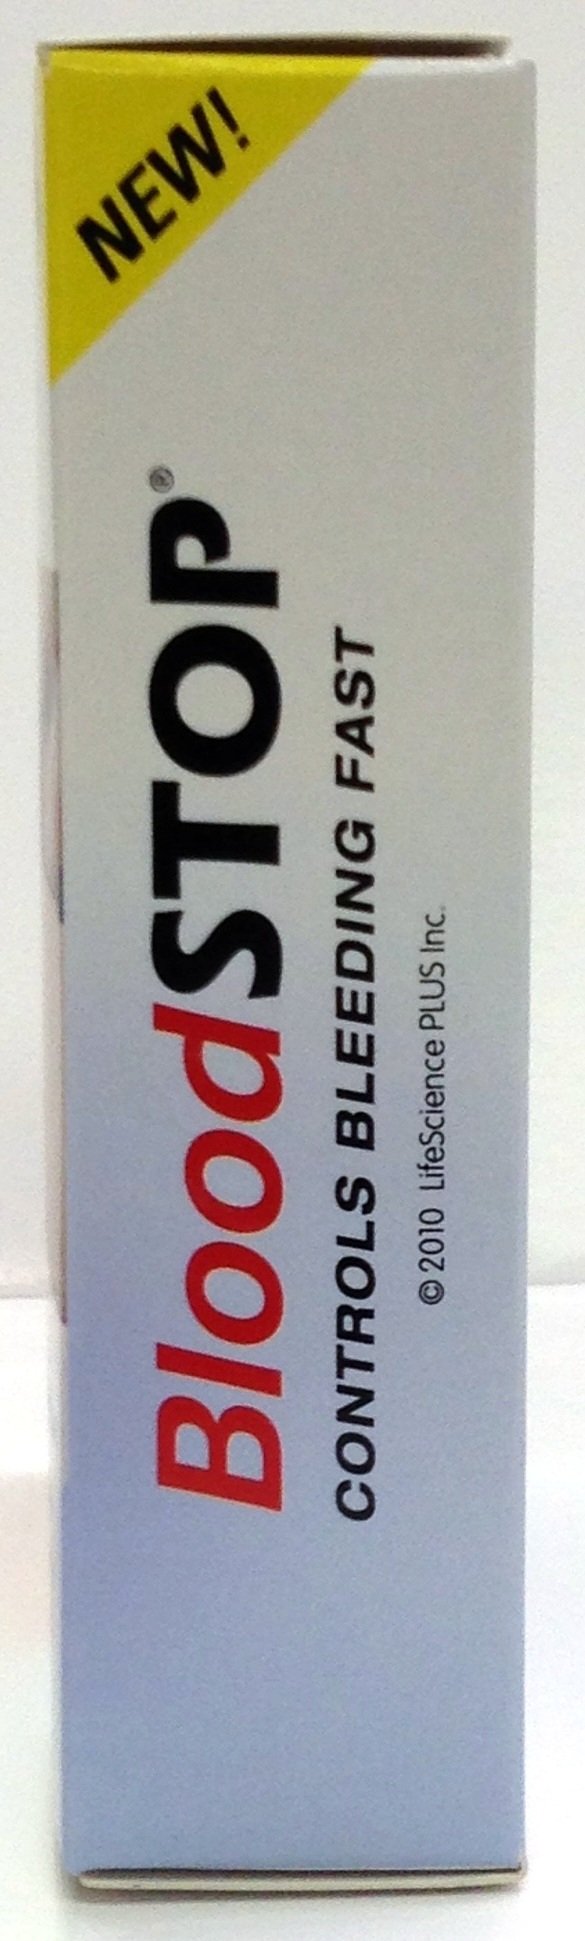 NEW!
BloodSTOP®
CONTROLS BLEEDING FAST
© 2010 LifeScience PLUS Inc.